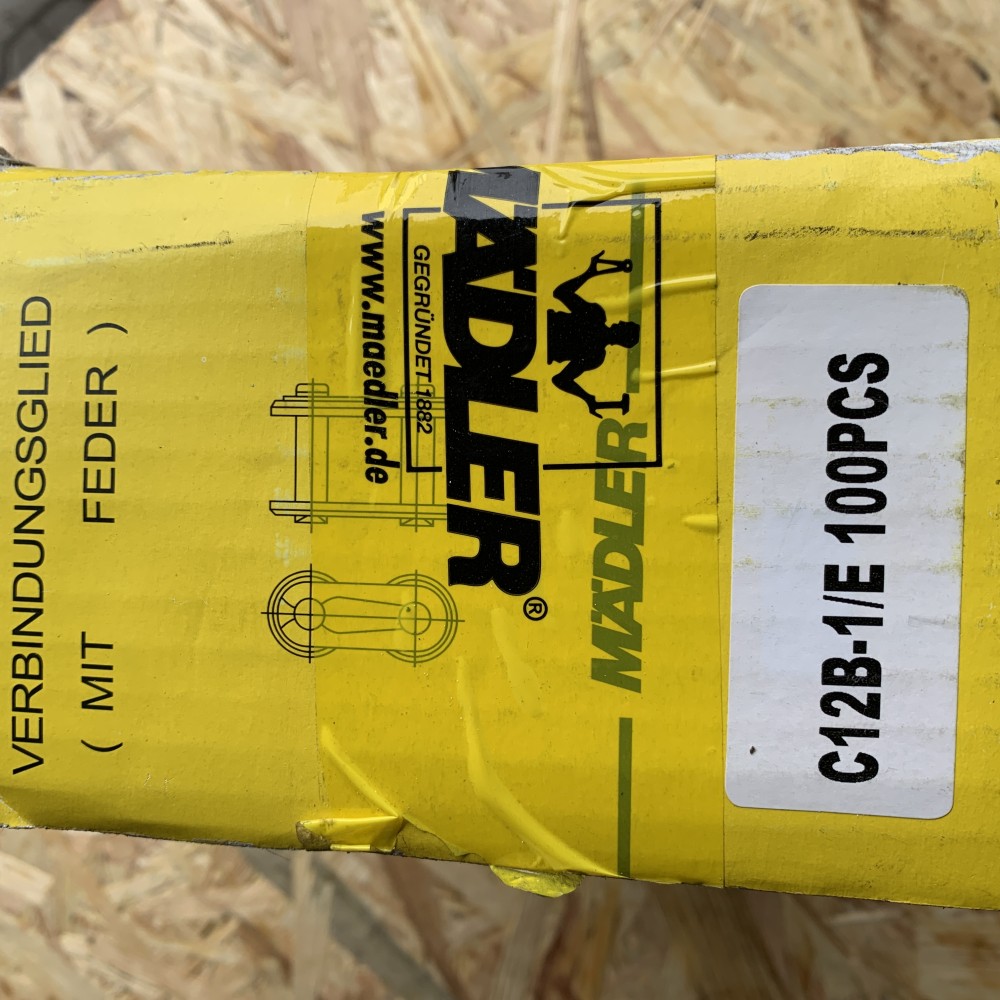 VERBINDUNGSGLIED
( MIT FEDER )
www.maedler.de
GEGRÜNDET 1882
MÄDLER®
MÄDLER
C12B-1/E 100PCS